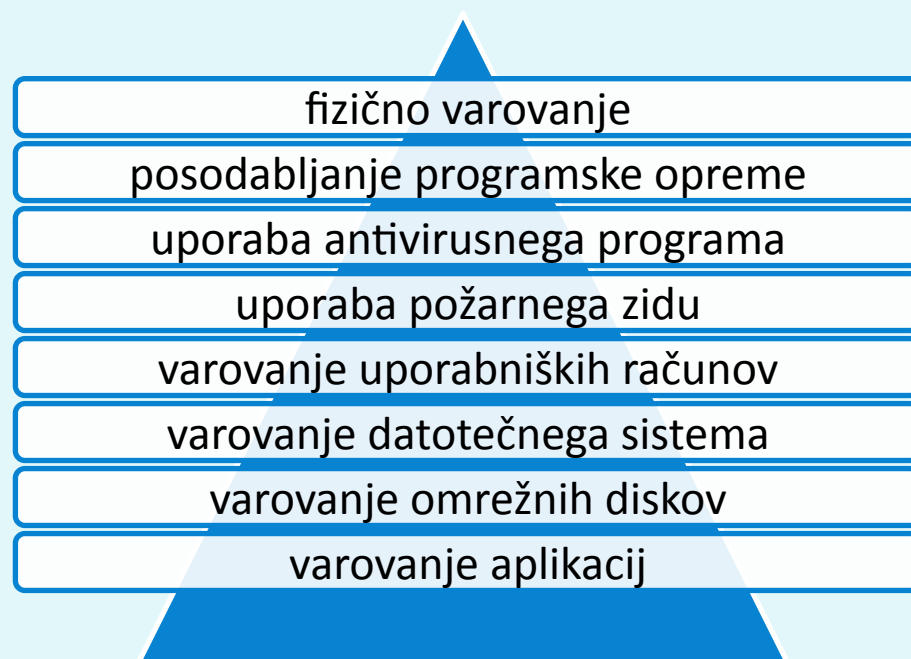 fizično varovanje
posodabljanje programske opreme
uporaba antivirusnega programa
uporaba požarnega zidu
varovanje uporabniških računov
varovanje datotečnega sistema
varovanje omrežnih diskov
varovanje aplikacij